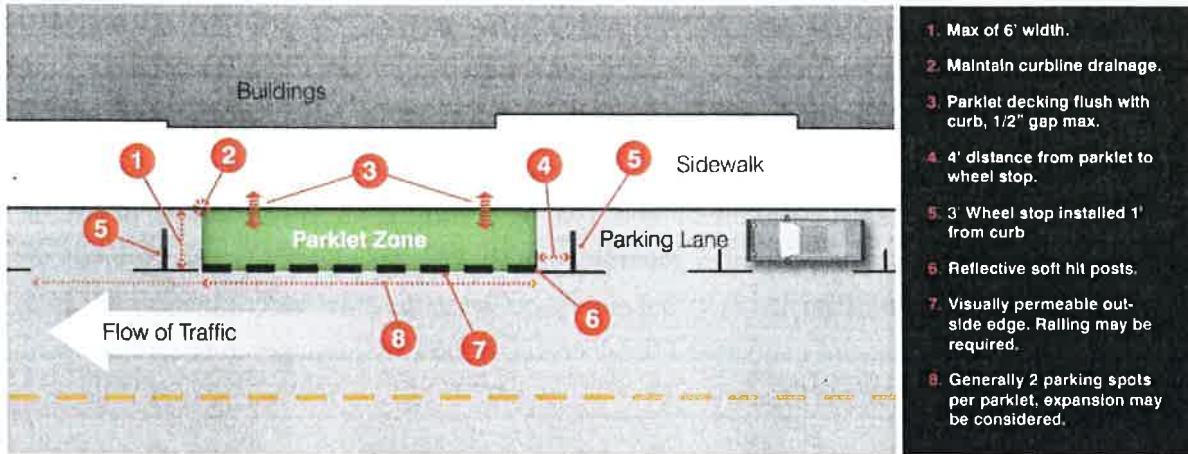 Buildings
1
2
3
4
5
Sidewalk
5
Parklet Zone
Parking Lane
Flow of Traffic
8
7
6
1. Max of 6' width.
2. Maintain curbline drainage.
3. Parklet decking flush with
curb, 1/2" gap max.
4. 4' distance from parklet to
wheel stop.
5. 3' Wheel stop installed 1'
from curb
6. Reflective soft hit posts.
7. Visually permeable out-
side edge. Railing may be
required.
8. Generally 2 parking spots
per parklet, expansion may
be considered.